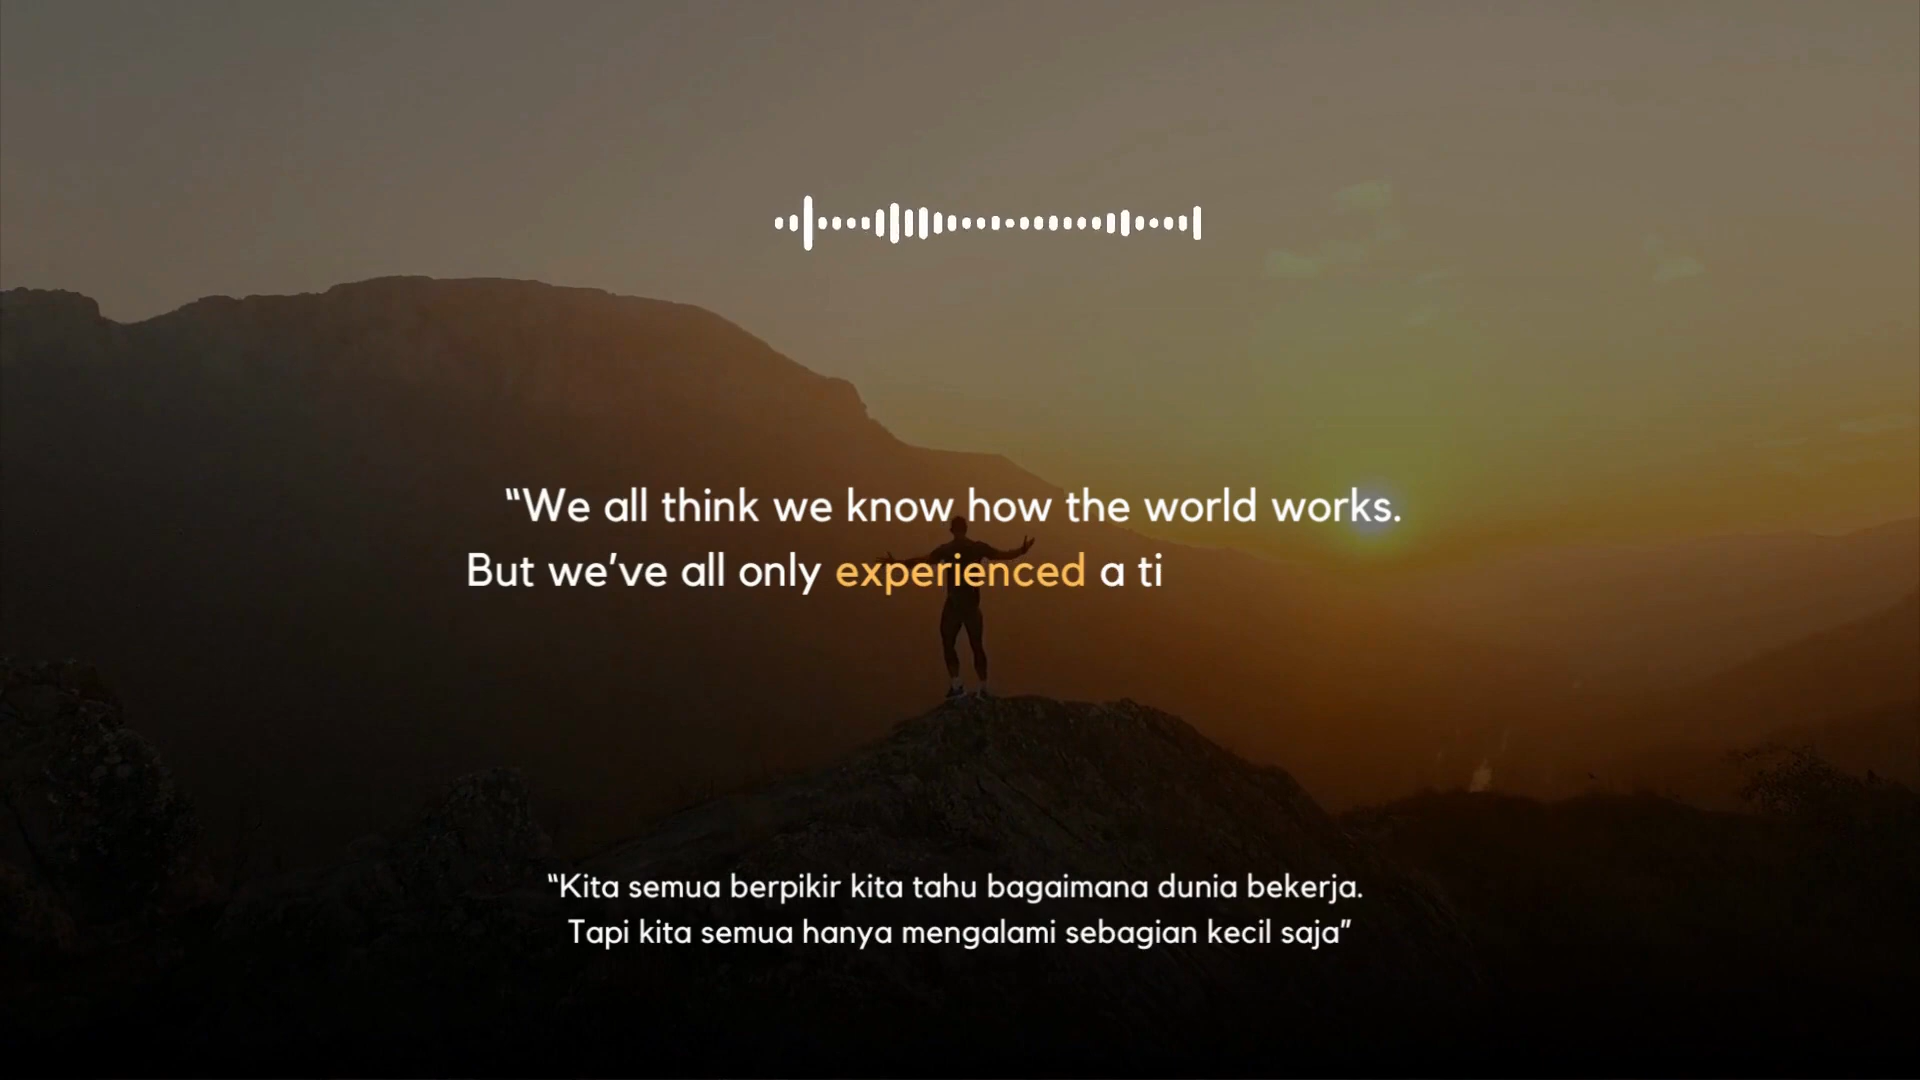 “We all think we know how the world works.
But we’ve all only experienced a ti
“Kita semua berpikir kita tahu bagaimana dunia bekerja.
Tapi kita semua hanya mengalami sebagian kecil saja”